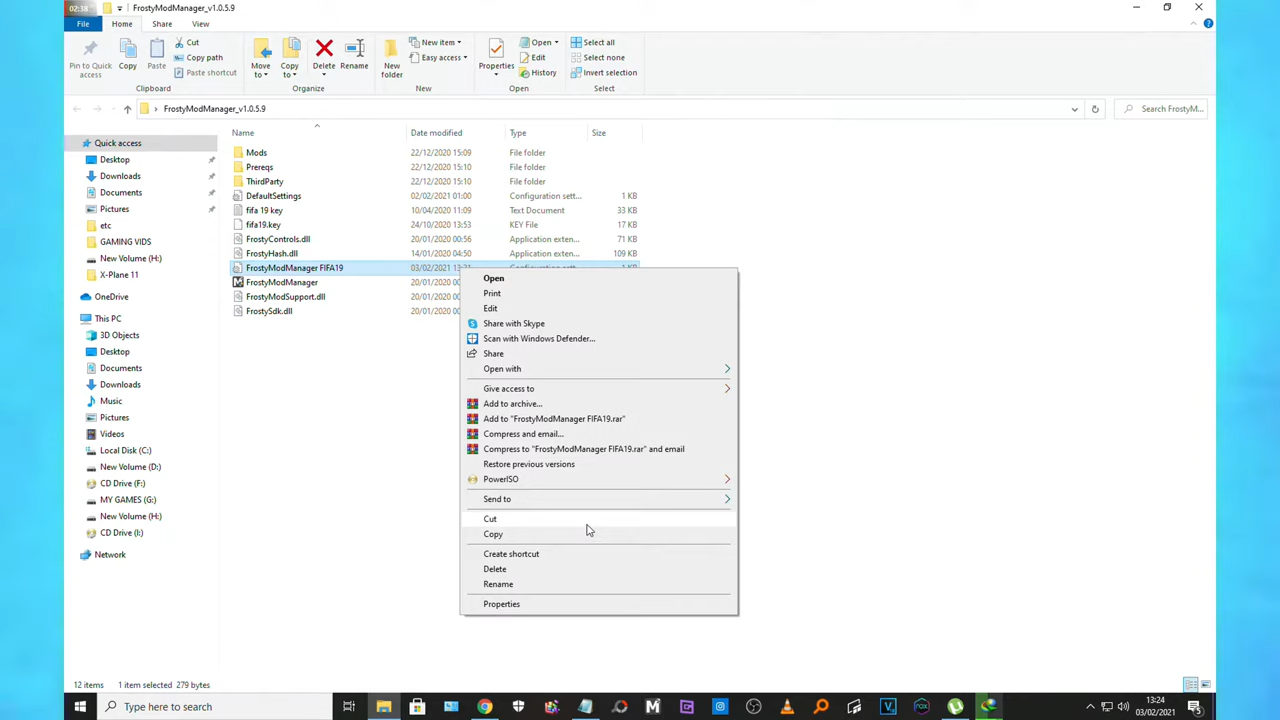 02:38 FrostyModManager_v1.0.5.9
File Home Share View
Pin to Quick access
Copy
Paste
Cut
Copy path
Paste shortcut
Clipboard
Move to
Copy to
Delete
Rename
Organize
New folder
New item
Easy access
New
Properties
Open
Edit
History
Open
Select all
Select none
Invert selection
Select
FrostyModManager_v1.0.5.9
Search FrostyM...
Quick access
Desktop
Downloads
Documents
Pictures
etc
GAMING VIDS
New Volume (H:)
X-Plane 11
OneDrive
This PC
3D Objects
Desktop
Documents
Downloads
Music
Pictures
Videos
Local Disk (C:)
New Volume (D:)
CD Drive (F:)
MY GAMES (G:)
New Volume (H:)
CD Drive (I:)
Network
Name Date modified Type Size
Mods 22/12/2020 15:09 File folder
Prereqs 22/12/2020 15:10 File folder
ThirdParty 22/12/2020 15:10 File folder
DefaultSettings 02/02/2021 01:00 Configuration sett... 1 KB
fifa 19 key 10/04/2020 11:09 Text Document 33 KB
fifa19.key 24/10/2020 13:53 KEY File 17 KB
FrostyControls.dll 20/01/2020 00:56 Application exten... 71 KB
FrostyHash.dll 14/01/2020 04:50 Application exten... 109 KB
FrostyModManager FIFA19 03/02/2021
FrostyModManager 20/01/2020
FrostyModSupport.dll 20/01/2020
FrostySdk.dll 20/01/2020
Open
Print
Edit
Share with Skype
Scan with Windows Defender...
Share
Open with
Give access to
Add to archive...
Add to "FrostyModManager FIFA19.rar"
Compress and email...
Compress to "FrostyModManager FIFA19.rar" and email
Restore previous versions
PowerISO
Send to
Cut
Copy
Create shortcut
Delete
Rename
Properties
12 items 1 item selected 279 bytes
Type here to search
13:24
03/02/2021